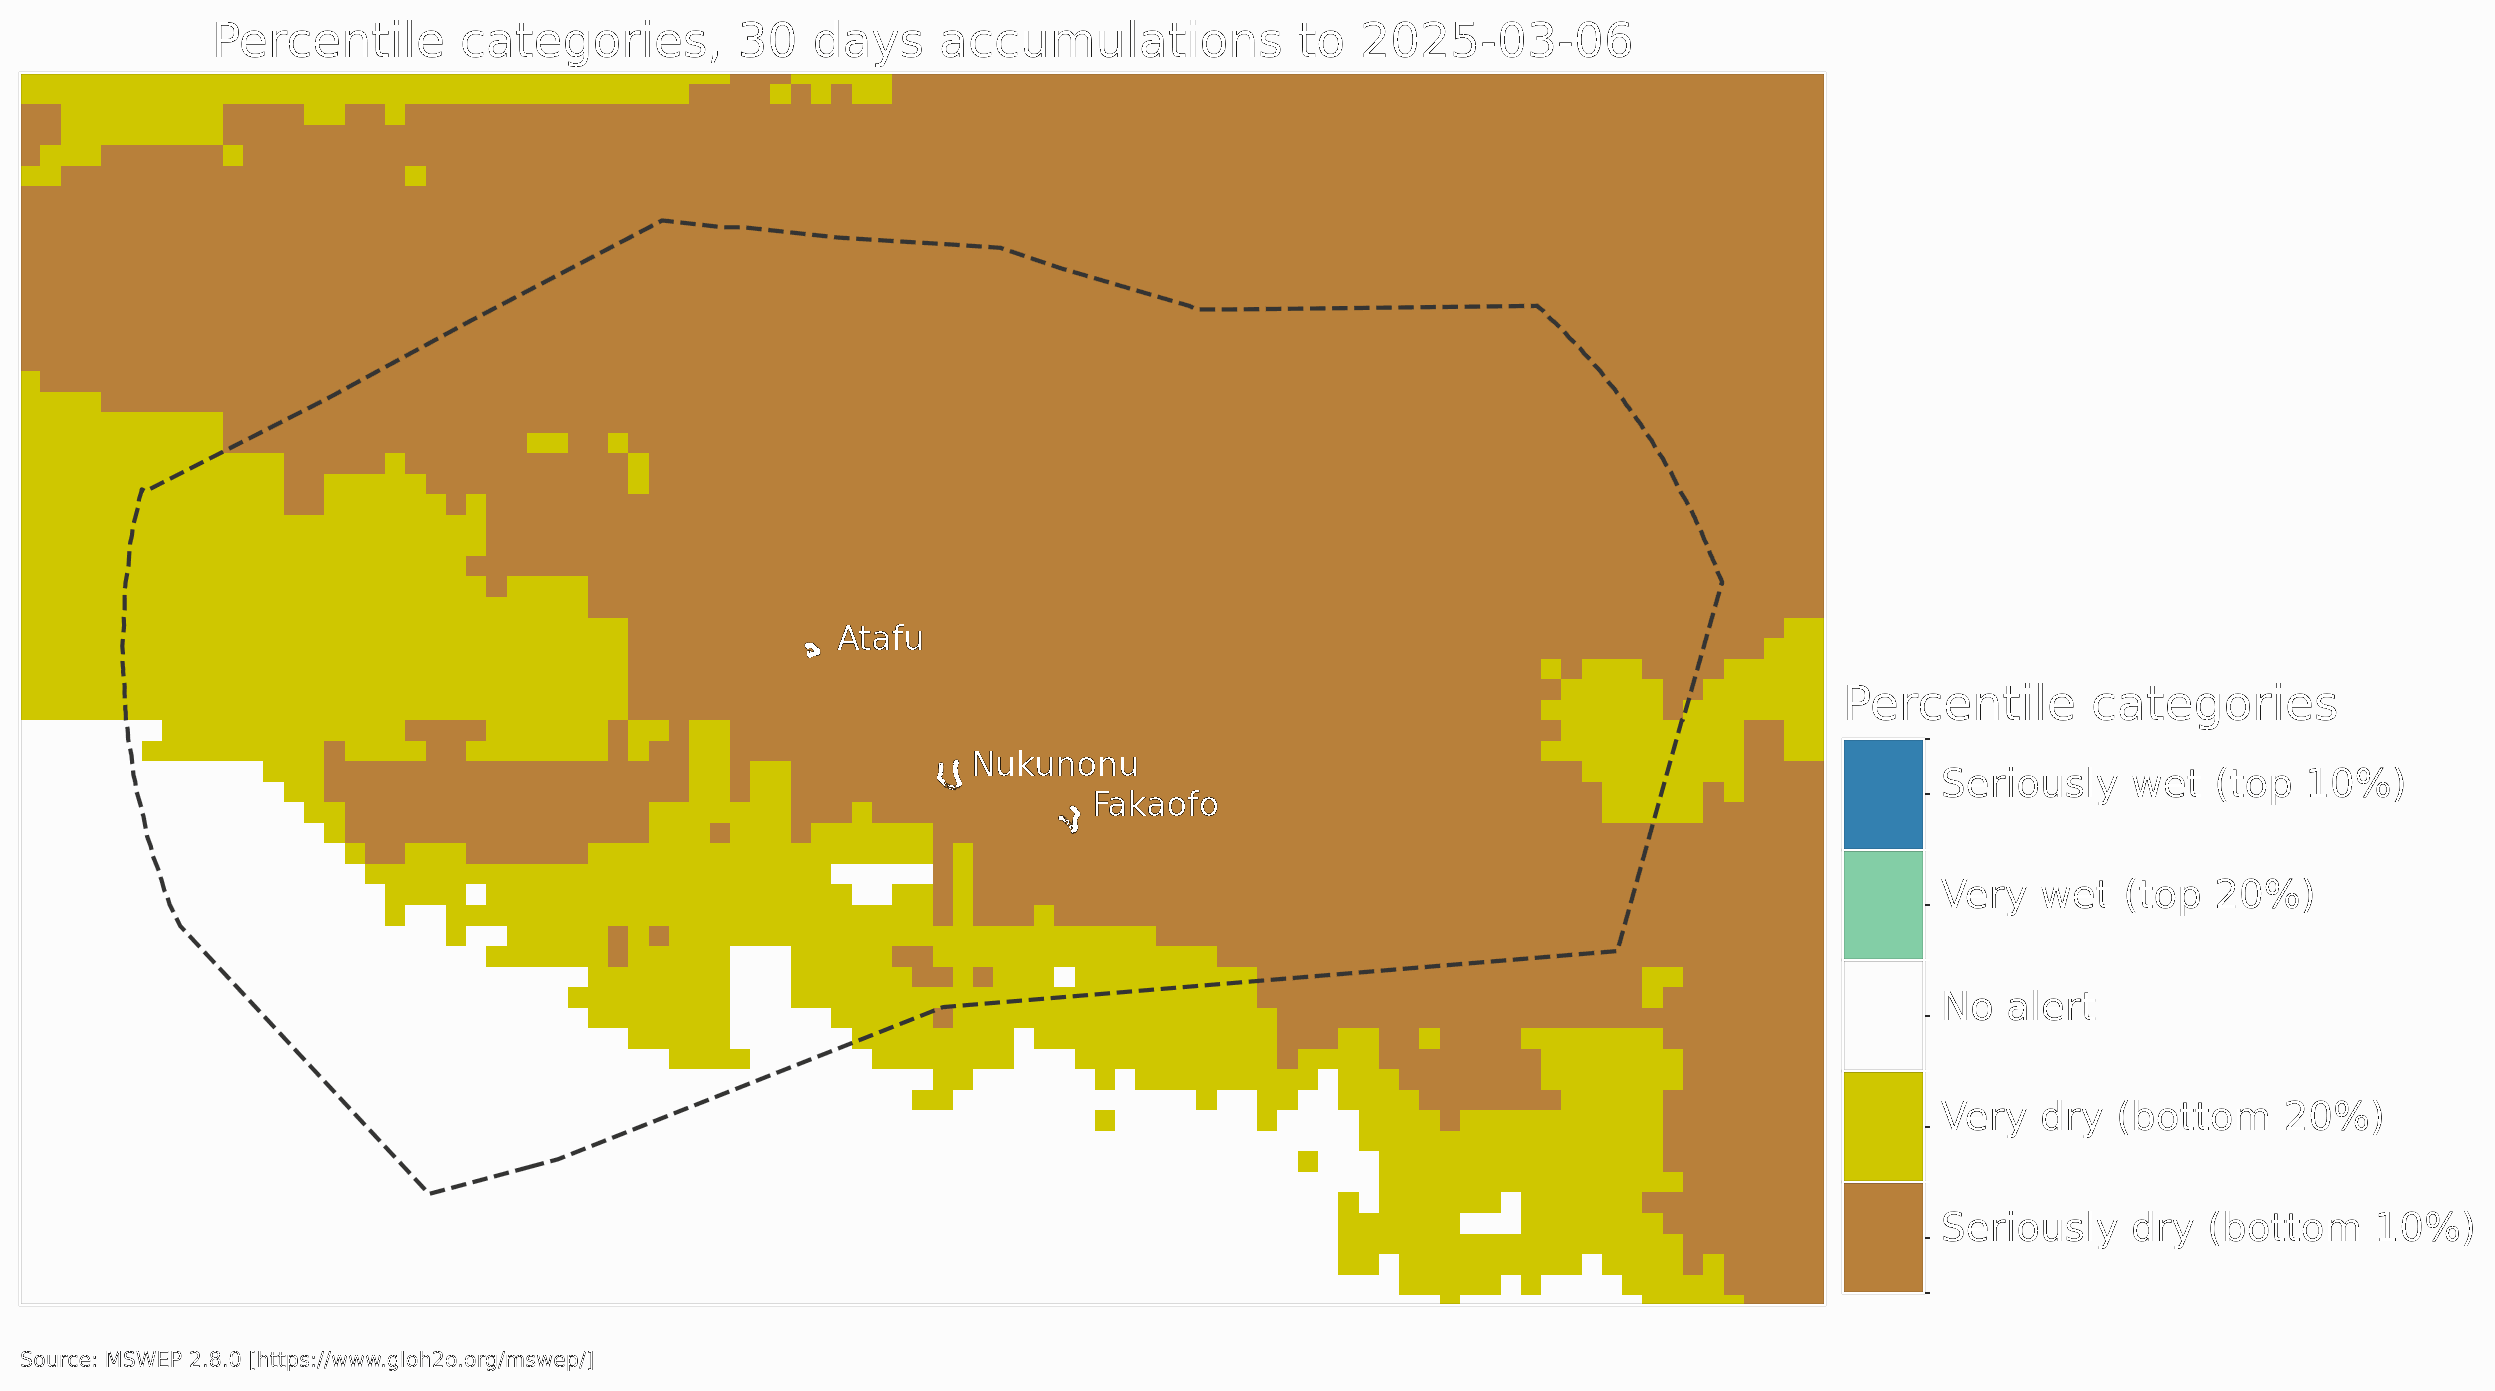 Percentile categories, 30 days accumulations to 2025-03-06
Atafu
Nukunonu
Fakaofo
Percentile categories
Seriously wet (top 10%)
Very wet (top 20%)
No alert
Very dry (bottom 20%)
Seriously dry (bottom 10%)
Source: MSWEP 2.8.0 [https://www.gloh2o.org/mswep/]